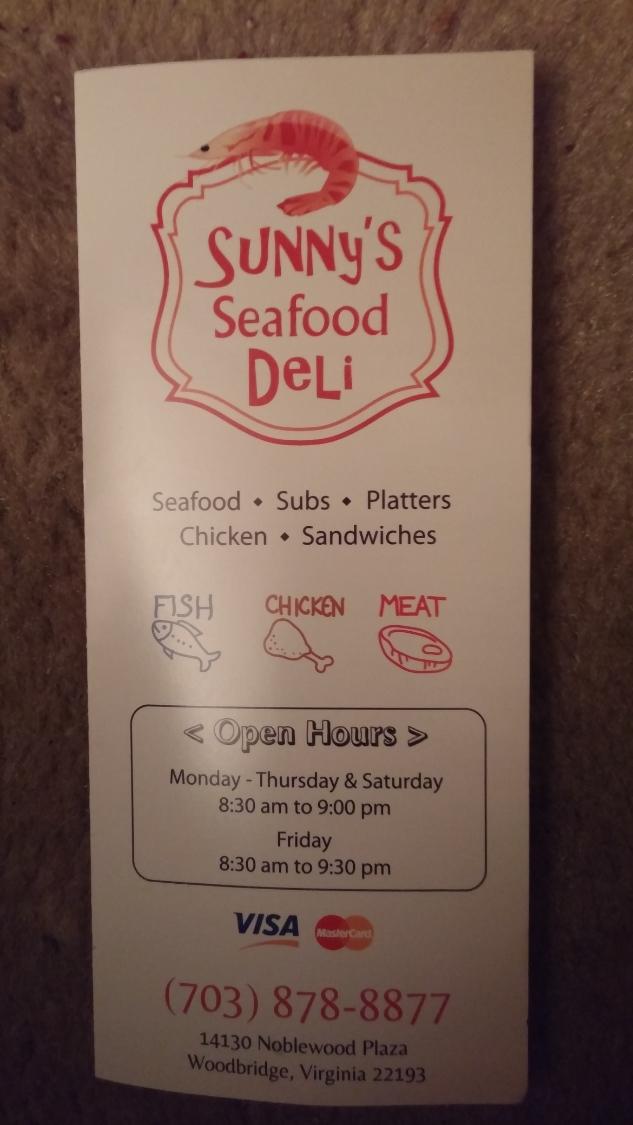 SUNNy's
Seafood
DeLi
Seafood ◆ Subs ◆ Platters
Chicken ◆ Sandwiches
FISH CHICKEN MEAT
< Open Hours >
Monday - Thursday & Saturday
8:30 am to 9:00 pm
Friday
8:30 am to 9:30 pm
VISA MasterCard
(703) 878-8877
14130 Noblewood Plaza
Woodbridge, Virginia 22193